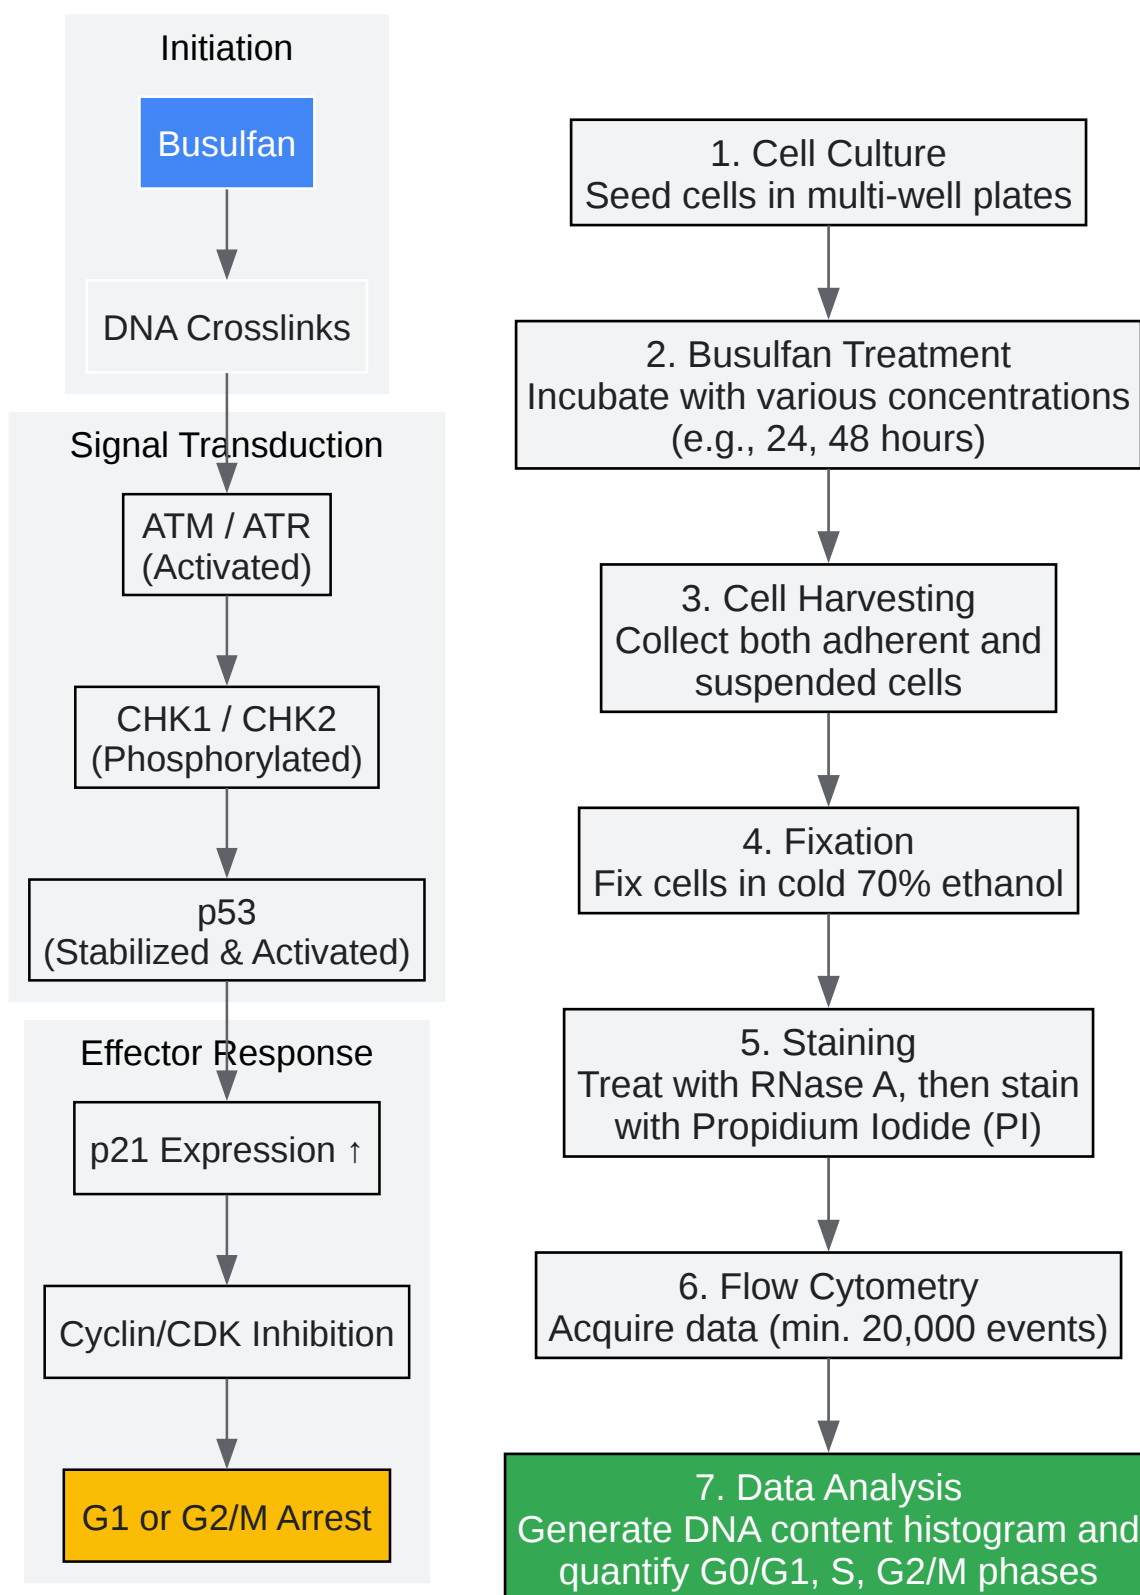 Initiation
Busulfan
DNA Crosslinks
Signal Transduction
ATM / ATR
(Activated)
CHK1 / CHK2
(Phosphorylated)
p53
(Stabilized & Activated)
Effector Response
p21 Expression ↑
Cyclin/CDK Inhibition
G1 or G2/M Arrest
1. Cell Culture
Seed cells in multi-well plates
2. Busulfan Treatment
Incubate with various concentrations
(e.g., 24, 48 hours)
3. Cell Harvesting
Collect both adherent and
suspended cells
4. Fixation
Fix cells in cold 70% ethanol
5. Staining
Treat with RNase A, then stain
with Propidium Iodide (PI)
6. Flow Cytometry
Acquire data (min. 20,000 events)
7. Data Analysis
Generate DNA content histogram and
quantify G0/G1, S, G2/M phases